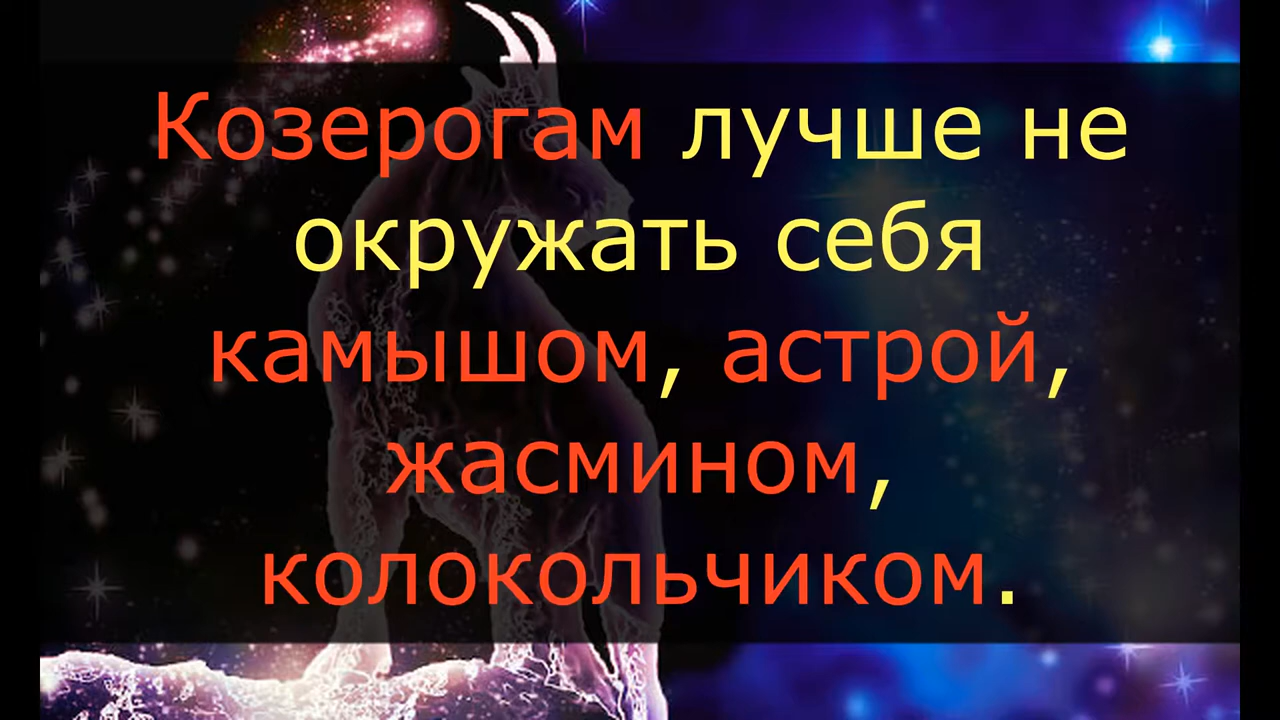 Козерогам лучше не
окружать себя
камышом, астрой,
жасмином,
колокольчиком.